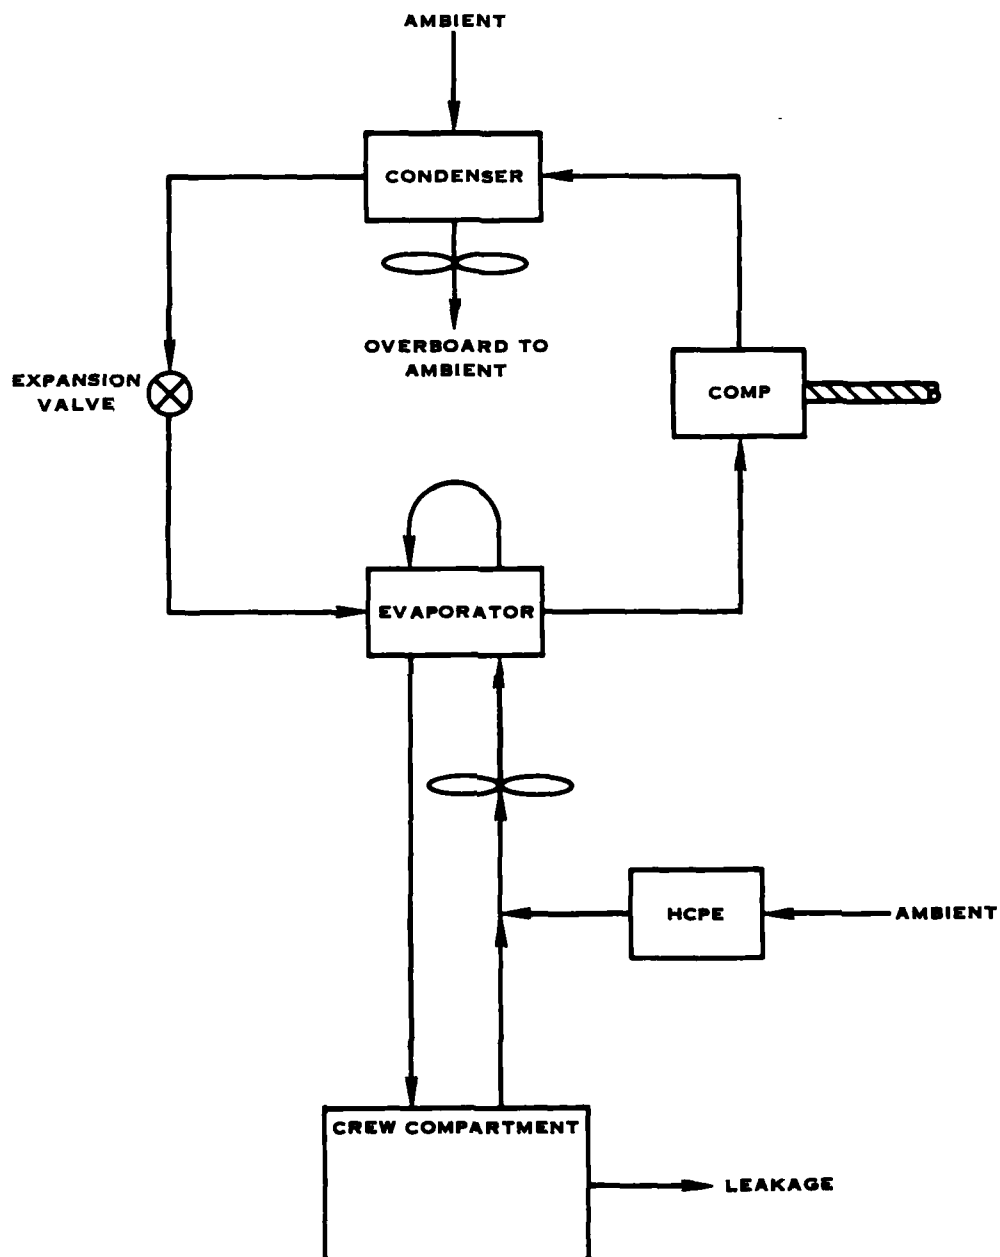 AMBIENT
CONDENSER
OVERBOARD TO
AMBIENT
EXPANSION
VALVE
COMP
EVAPORATOR
HCPE
AMBIENT
CREW COMPARTMENT
LEAKAGE